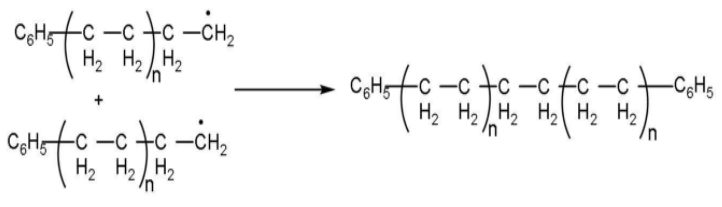 C₆H₅(—C—C—)ₙC—ĊH₂
H₂ H₂ H₂
+
C₆H₅(—C—C—)ₙC—ĊH₂
H₂ H₂ H₂
C₆H₅(—C—C—)ₙC—C(—C—C—)ₙC₆H₅
H₂ H₂ H₂ H₂ H₂ H₂